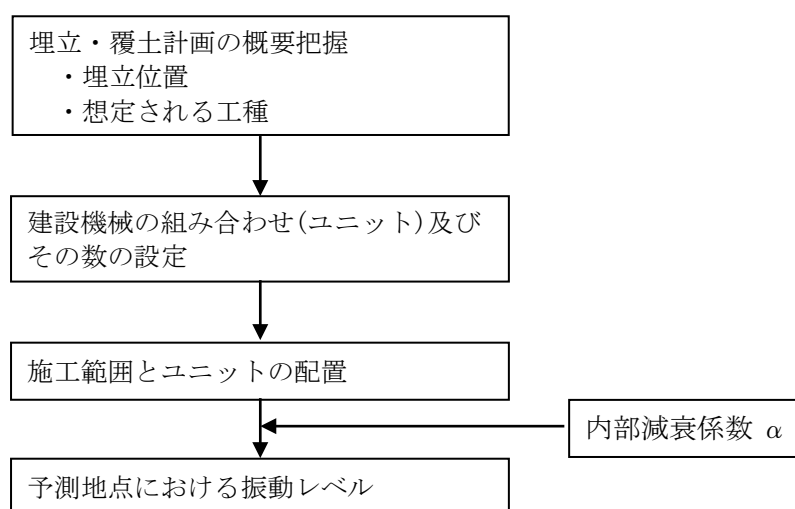 埋立・覆土計画の概要把握
・埋立位置
・想定される工種
建設機械の組み合わせ(ユニット)及び
その数の設定
施工範囲とユニットの配置
内部減衰係数 α
予測地点における振動レベル